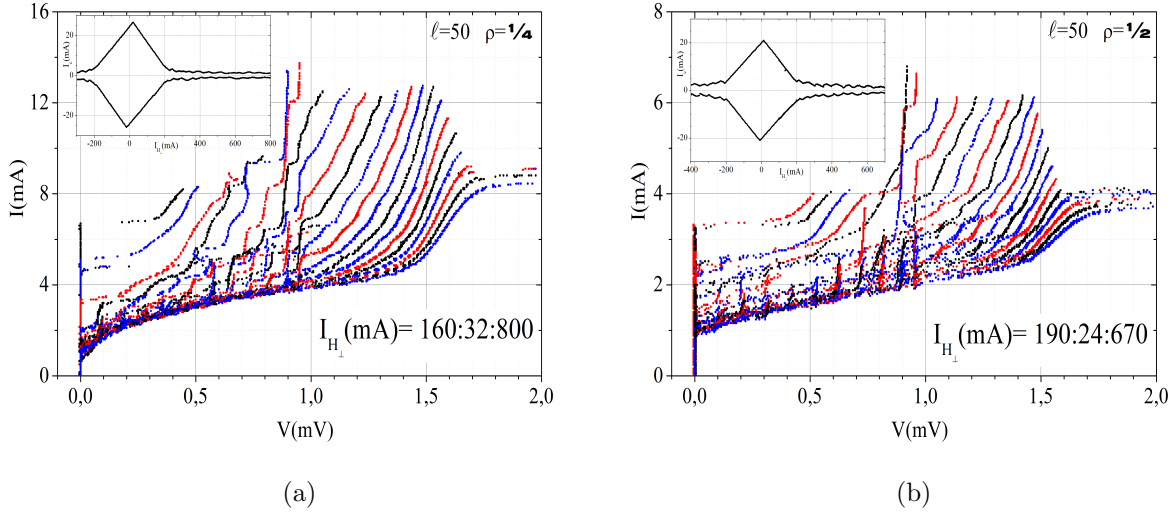 ℓ=50 ρ=1/4
I_c(mA)
20
0
-20
-200 0 200 400 600 800
I_H⊥(mA)
I(mA)
16
12
8
4
0
I_H⊥(mA)= 160:32:800
0,0 0,5 1,0 1,5 2,0
V(mV)
(a)
ℓ=50 ρ=1/2
I_c(mA)
20
0
-20
-400 -200 0 200 400 600
I_H⊥(mA)
I(mA)
8
6
4
2
0
I_H⊥(mA)= 190:24:670
0,0 0,5 1,0 1,5 2,0
V(mV)
(b)